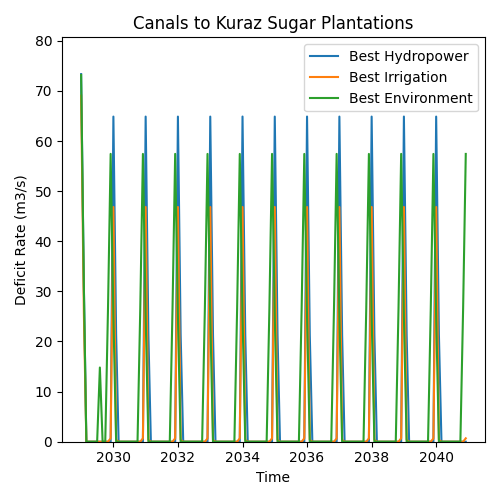 Canals to Kuraz Sugar Plantations
80
70
60
50
40
30
20
10
0
Deficit Rate (m3/s)
Best Hydropower
Best Irrigation
Best Environment
2030 2032 2034 2036 2038 2040
Time